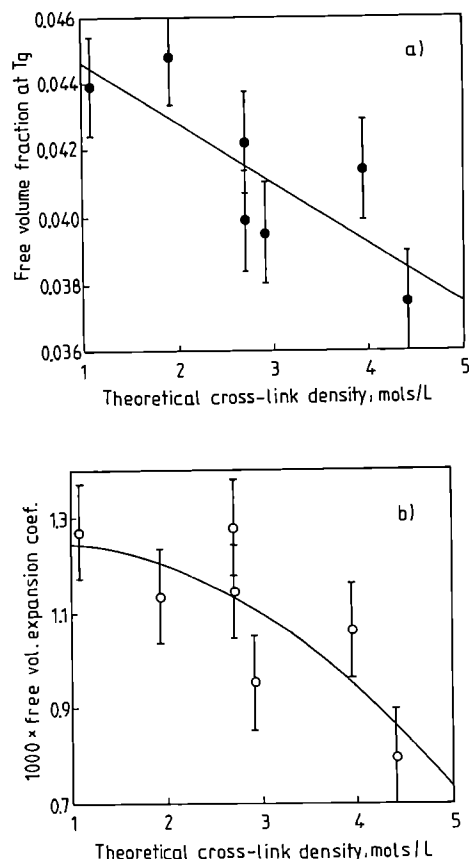 0.046
0.044
0.042
0.040
0.038
0.036
Free volume fraction at Tg
a)
1 2 3 4 5
Theoretical cross-link density, mols/L
1.3
1.1
0.9
0.7
1000 × free vol. expansion coef.
b)
1 2 3 4 5
Theoretical cross-link density, mols/L